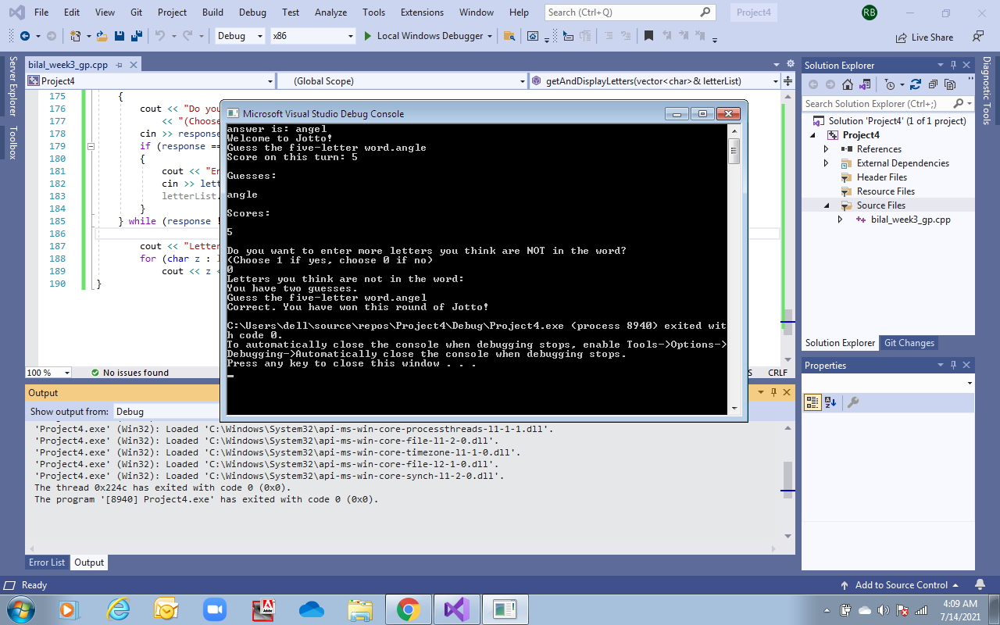 File Edit View Git Project Build Debug Test Analyze Tools Extensions Window Help Search (Ctrl+Q) Project4 RB
Debug x86 Local Windows Debugger Live Share
Server Explorer
Toolbox
bilal_week3_gp.cpp
Project4 (Global Scope) getAndDisplayLetters(vector<char>& letterList)
175 {
176 cout << "Do you
177 << "(Choose
178 cin >> respons
179 if (response ==
180 {
181 cout << "En
182 cin >> lett
183 letterList.
184 }
185 } while (response !
186
187 cout << "Letter
188 for (char z : l
189 cout << z <
190 }
100 % No issues found CRLF
Microsoft Visual Studio Debug Console
answer is: angel
Welcome to Jotto!
Guess the five-letter word.angle
Score on this turn: 5
Guesses:
angle
Scores:
5
Do you want to enter more letters you think are NOT in the word?
(Choose 1 if yes, choose 0 if no)
0
Letters you think are not in the word:
You have two guesses.
Guess the five-letter word.angel
Correct. You have won this round of Jotto!
C:\Users\dell\source\repos\Project4\Debug\Project4.exe (process 8940) exited wit
h code 0.
To automatically close the console when debugging stops, enable Tools->Options->
Debugging->Automatically close the console when debugging stops.
Press any key to close this window . . .
Output
Show output from: Debug
'Project4.exe' (Win32): Loaded 'C:\Windows\System32\api-ms-win-core-processthreads-l1-1-1.dll'.
'Project4.exe' (Win32): Loaded 'C:\Windows\System32\api-ms-win-core-file-l1-2-0.dll'.
'Project4.exe' (Win32): Loaded 'C:\Windows\System32\api-ms-win-core-timezone-l1-1-0.dll'.
'Project4.exe' (Win32): Loaded 'C:\Windows\System32\api-ms-win-core-file-l2-1-0.dll'.
'Project4.exe' (Win32): Loaded 'C:\Windows\System32\api-ms-win-core-synch-l1-2-0.dll'.
The thread 0x224c has exited with code 0 (0x0).
The program '[8940] Project4.exe' has exited with code 0 (0x0).
Error List Output
Solution Explorer
Search Solution Explorer (Ctrl+;)
Solution 'Project4' (1 of 1 project)
Project4
References
External Dependencies
Header Files
Resource Files
Source Files
bilal_week3_gp.cpp
Solution Explorer Git Changes
Properties
Diagnostic Tools
Ready Add to Source Control
4:09 AM
7/14/2021